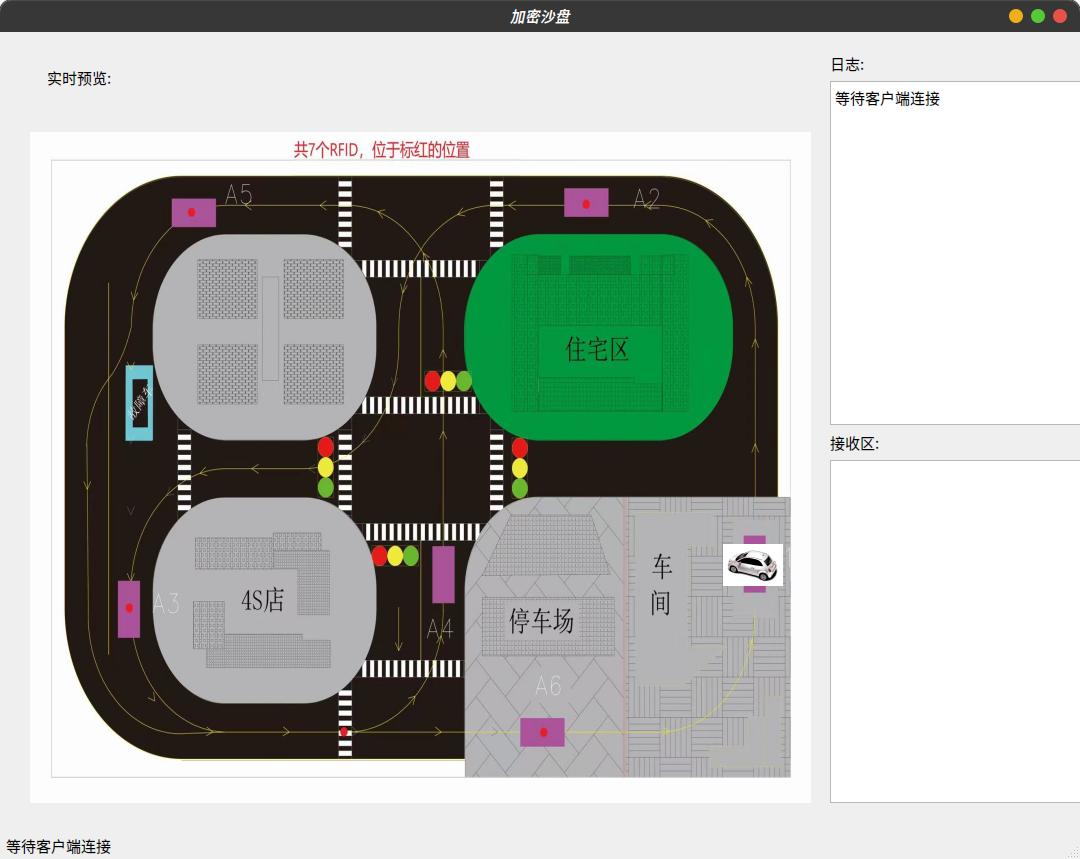 加密沙盘
实时预览:
日志:
等待客户端连接
共7个RFID，位于标红的位置
A5
A2
住宅区
故障车
接收区:
4S店
A3
A4
车间
停车场
A6
等待客户端连接